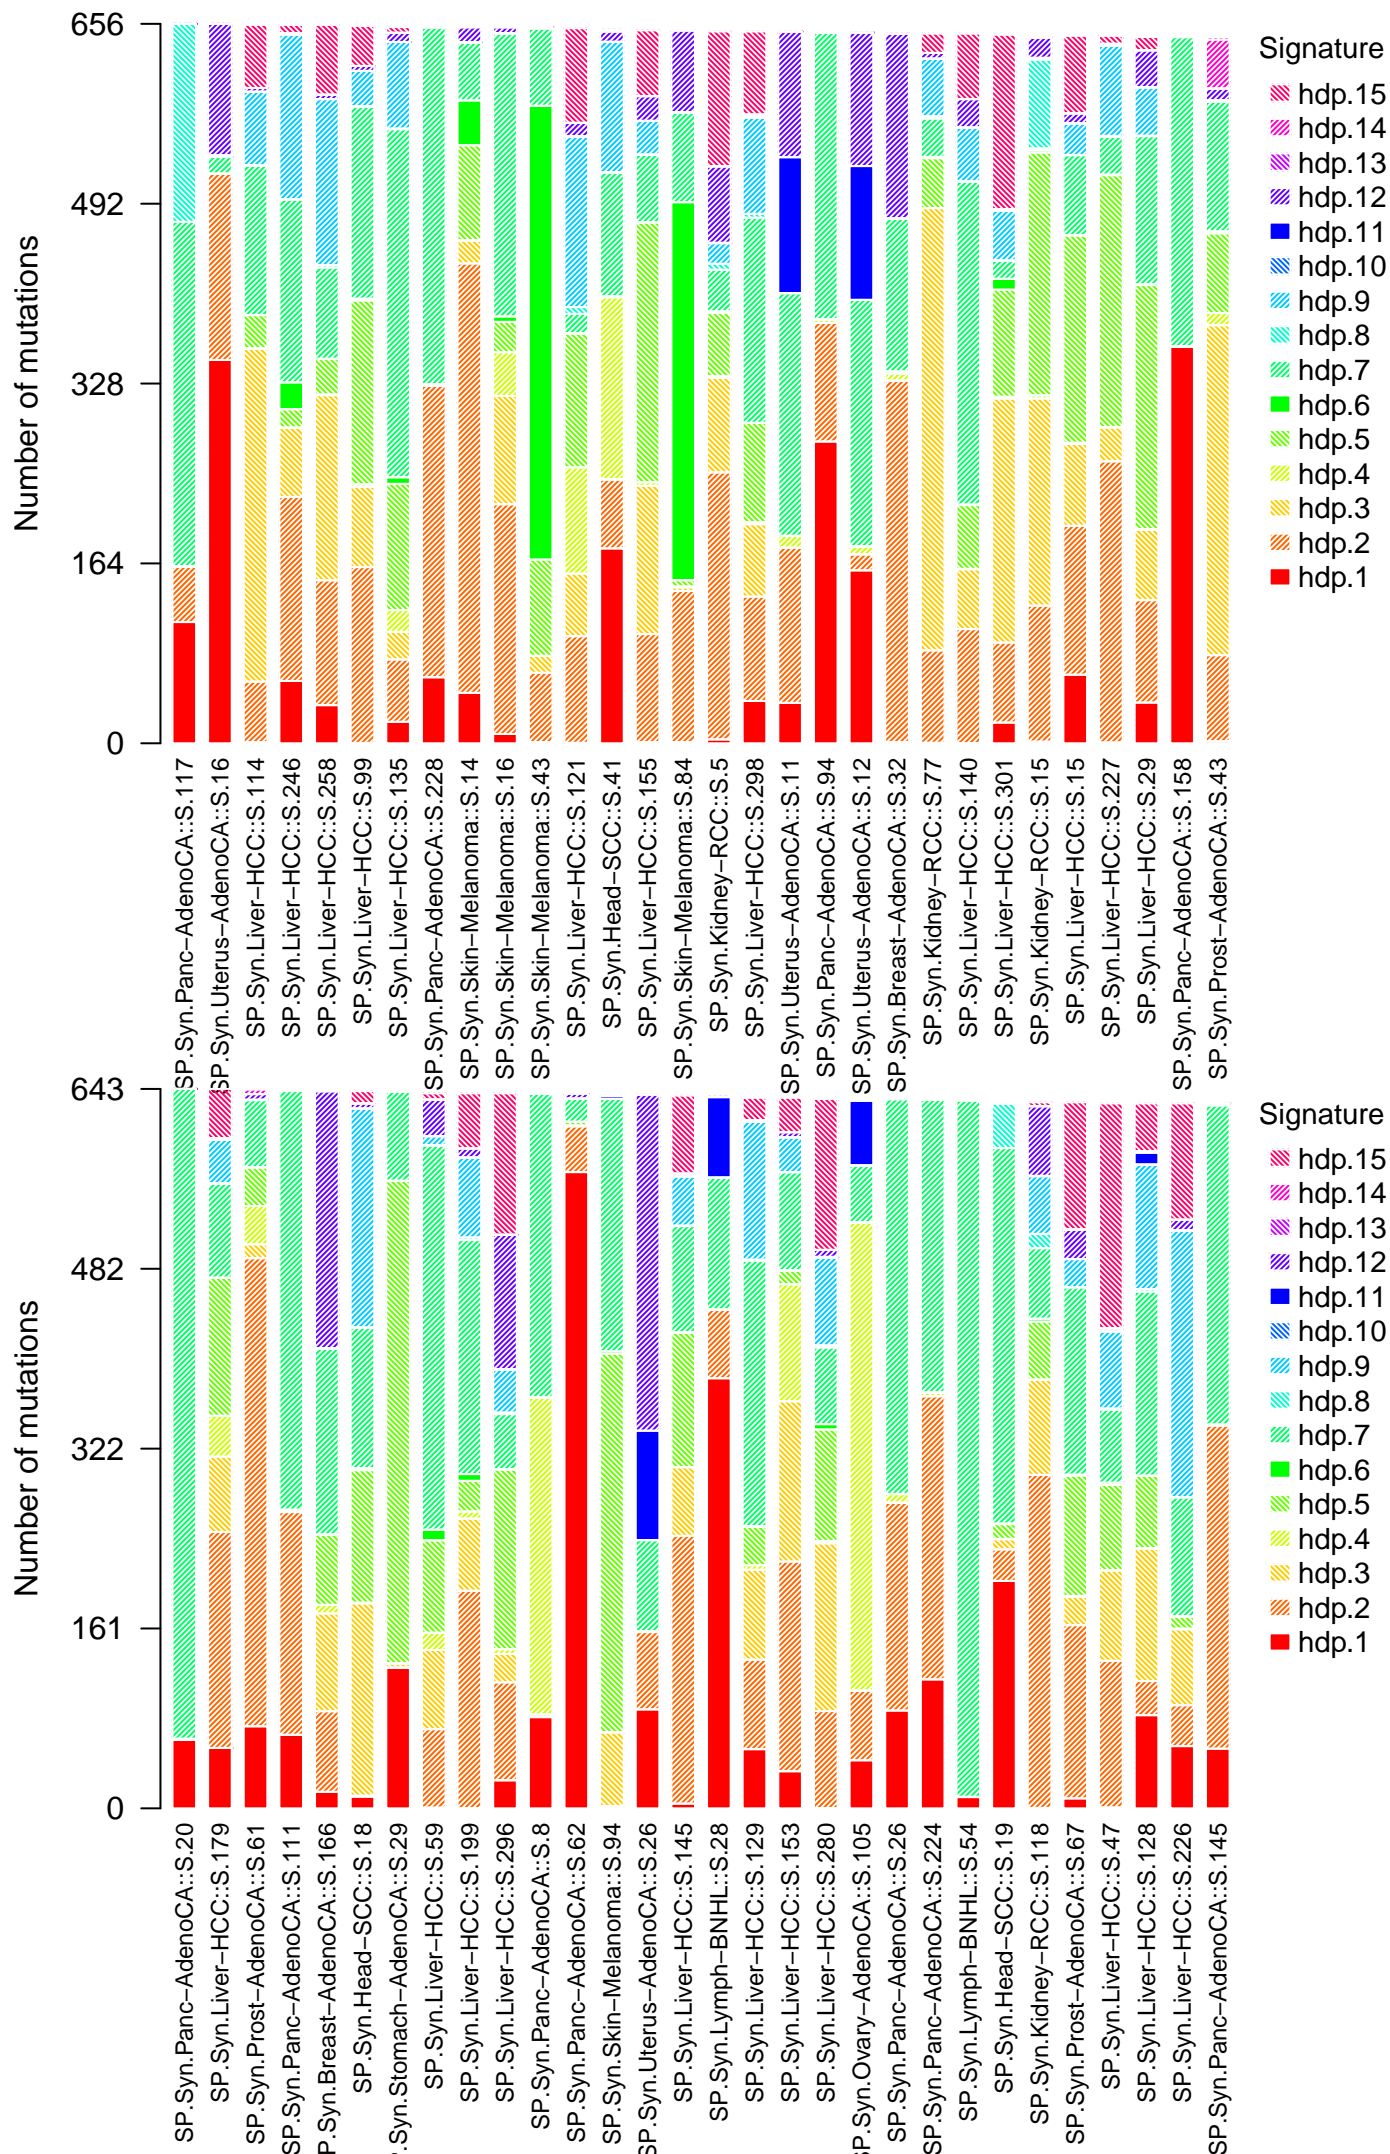 656
492
328
164
0
Number of mutations
Signature
hdp.15
hdp.14
hdp.13
hdp.12
hdp.11
hdp.10
hdp.9
hdp.8
hdp.7
hdp.6
hdp.5
hdp.4
hdp.3
hdp.2
hdp.1
SP.Syn.Panc−AdenoCA::S.117
SP.Syn.Uterus−AdenoCA::S.16
SP.Syn.Liver−HCC::S.114
SP.Syn.Liver−HCC::S.246
SP.Syn.Liver−HCC::S.258
SP.Syn.Liver−HCC::S.99
SP.Syn.Liver−HCC::S.135
SP.Syn.Panc−AdenoCA::S.228
SP.Syn.Skin−Melanoma::S.14
SP.Syn.Skin−Melanoma::S.16
SP.Syn.Skin−Melanoma::S.43
SP.Syn.Liver−HCC::S.121
SP.Syn.Head−SCC::S.41
SP.Syn.Liver−HCC::S.155
SP.Syn.Skin−Melanoma::S.84
SP.Syn.Kidney−RCC::S.5
SP.Syn.Liver−HCC::S.298
SP.Syn.Uterus−AdenoCA::S.11
SP.Syn.Panc−AdenoCA::S.94
SP.Syn.Uterus−AdenoCA::S.12
SP.Syn.Breast−AdenoCA::S.32
SP.Syn.Kidney−RCC::S.77
SP.Syn.Liver−HCC::S.140
SP.Syn.Liver−HCC::S.301
SP.Syn.Kidney−RCC::S.15
SP.Syn.Liver−HCC::S.15
SP.Syn.Liver−HCC::S.227
SP.Syn.Liver−HCC::S.29
SP.Syn.Panc−AdenoCA::S.158
SP.Syn.Prost−AdenoCA::S.43
643
482
322
161
0
Number of mutations
Signature
hdp.15
hdp.14
hdp.13
hdp.12
hdp.11
hdp.10
hdp.9
hdp.8
hdp.7
hdp.6
hdp.5
hdp.4
hdp.3
hdp.2
hdp.1
SP.Syn.Panc−AdenoCA::S.20
SP.Syn.Liver−HCC::S.179
SP.Syn.Prost−AdenoCA::S.61
SP.Syn.Panc−AdenoCA::S.111
P.Syn.Breast−AdenoCA::S.166
SP.Syn.Head−SCC::S.18
.Syn.Stomach−AdenoCA::S.29
SP.Syn.Liver−HCC::S.59
SP.Syn.Liver−HCC::S.199
SP.Syn.Liver−HCC::S.296
SP.Syn.Panc−AdenoCA::S.8
SP.Syn.Panc−AdenoCA::S.62
SP.Syn.Skin−Melanoma::S.94
SP.Syn.Uterus−AdenoCA::S.26
SP.Syn.Liver−HCC::S.145
SP.Syn.Lymph−BNHL::S.28
SP.Syn.Liver−HCC::S.129
SP.Syn.Liver−HCC::S.153
SP.Syn.Liver−HCC::S.280
SP.Syn.Ovary−AdenoCA::S.105
SP.Syn.Panc−AdenoCA::S.26
SP.Syn.Panc−AdenoCA::S.224
SP.Syn.Lymph−BNHL::S.54
SP.Syn.Head−SCC::S.19
SP.Syn.Kidney−RCC::S.118
SP.Syn.Prost−AdenoCA::S.67
SP.Syn.Liver−HCC::S.47
SP.Syn.Liver−HCC::S.128
SP.Syn.Liver−HCC::S.226
SP.Syn.Panc−AdenoCA::S.145